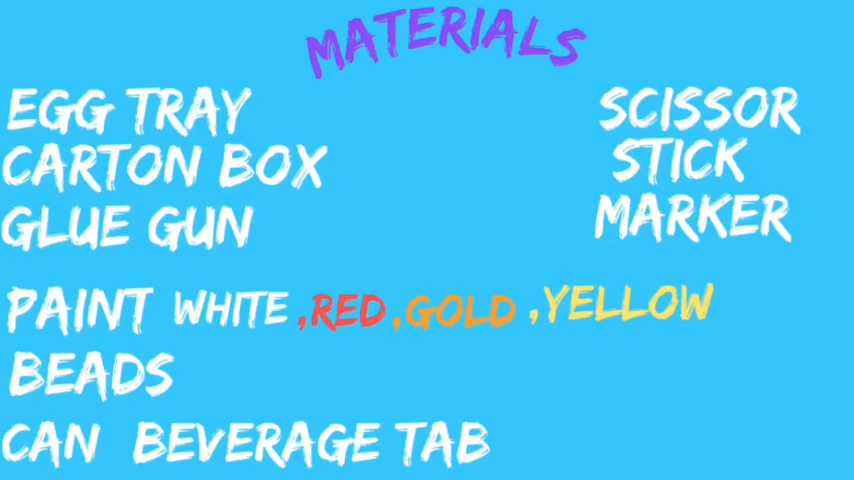 MATERIALS
EGG TRAY
CARTON BOX
GLUE GUN
PAINT WHITE ,RED ,GOLD ,YELLOW
BEADS
CAN BEVERAGE TAB
SCISSOR
STICK
MARKER